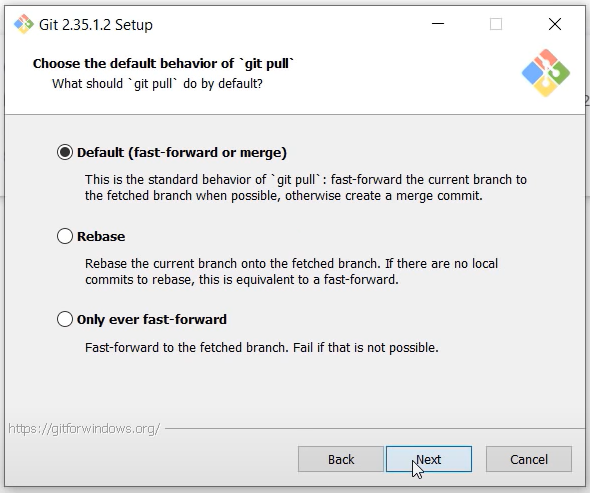 Git 2.35.1.2 Setup
Choose the default behavior of `git pull`
What should `git pull` do by default?
Default (fast-forward or merge)
This is the standard behavior of `git pull`: fast-forward the current branch to
the fetched branch when possible, otherwise create a merge commit.
Rebase
Rebase the current branch onto the fetched branch. If there are no local
commits to rebase, this is equivalent to a fast-forward.
Only ever fast-forward
Fast-forward to the fetched branch. Fail if that is not possible.
https://gitforwindows.org/
Back Next Cancel